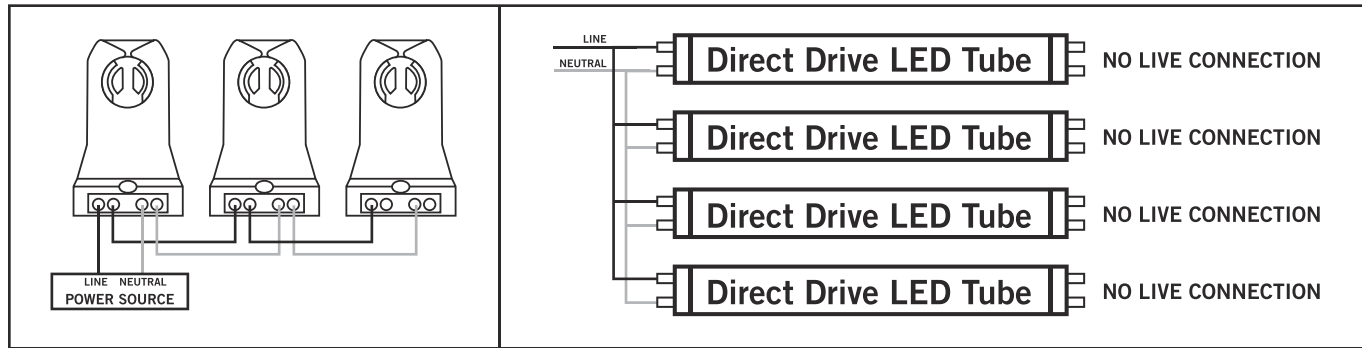 LINE NEUTRAL
POWER SOURCE
LINE
NEUTRAL
Direct Drive LED Tube NO LIVE CONNECTION
Direct Drive LED Tube NO LIVE CONNECTION
Direct Drive LED Tube NO LIVE CONNECTION
Direct Drive LED Tube NO LIVE CONNECTION